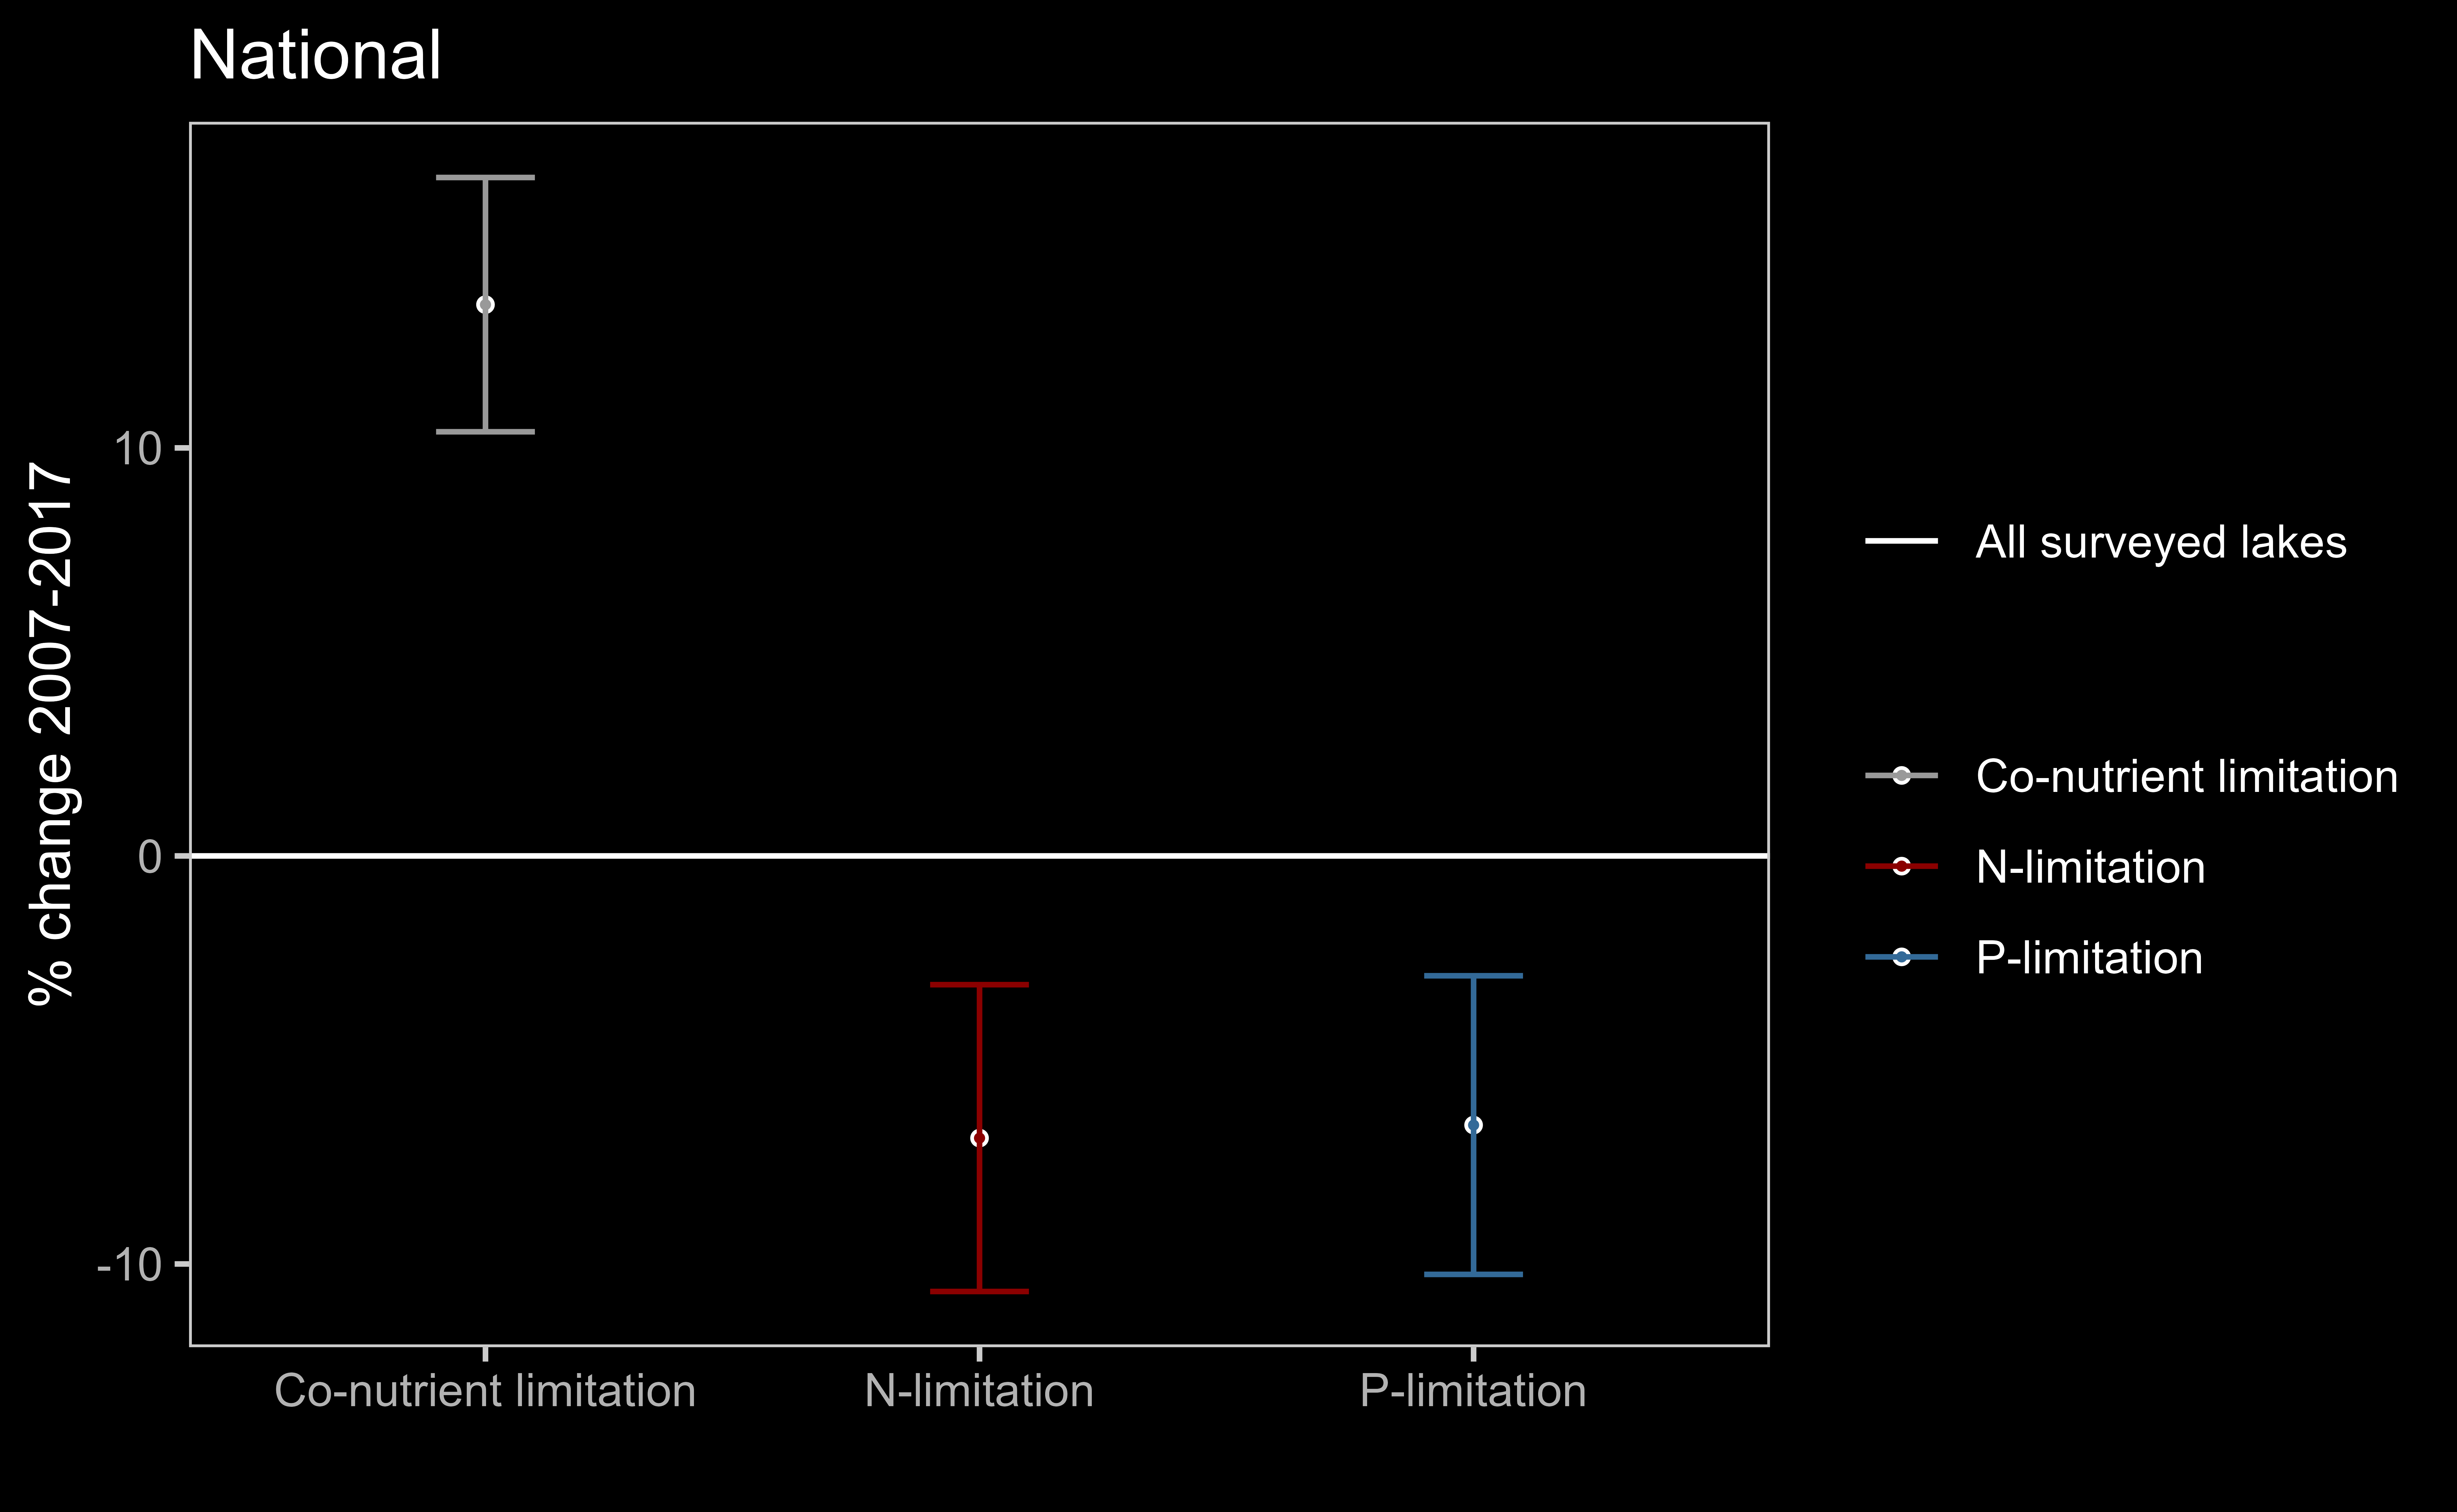 National
% change 2007-2017
10
0
-10
Co-nutrient limitation
N-limitation
P-limitation
All surveyed lakes
Co-nutrient limitation
N-limitation
P-limitation